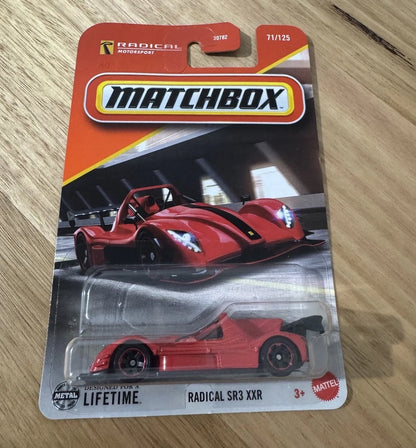 RADICAL
MOTORSPORT
30782
71/125
MATCHBOX
METAL
DESIGNED FOR A
LIFETIME
RADICAL SR3 XXR
3+
MATTEL